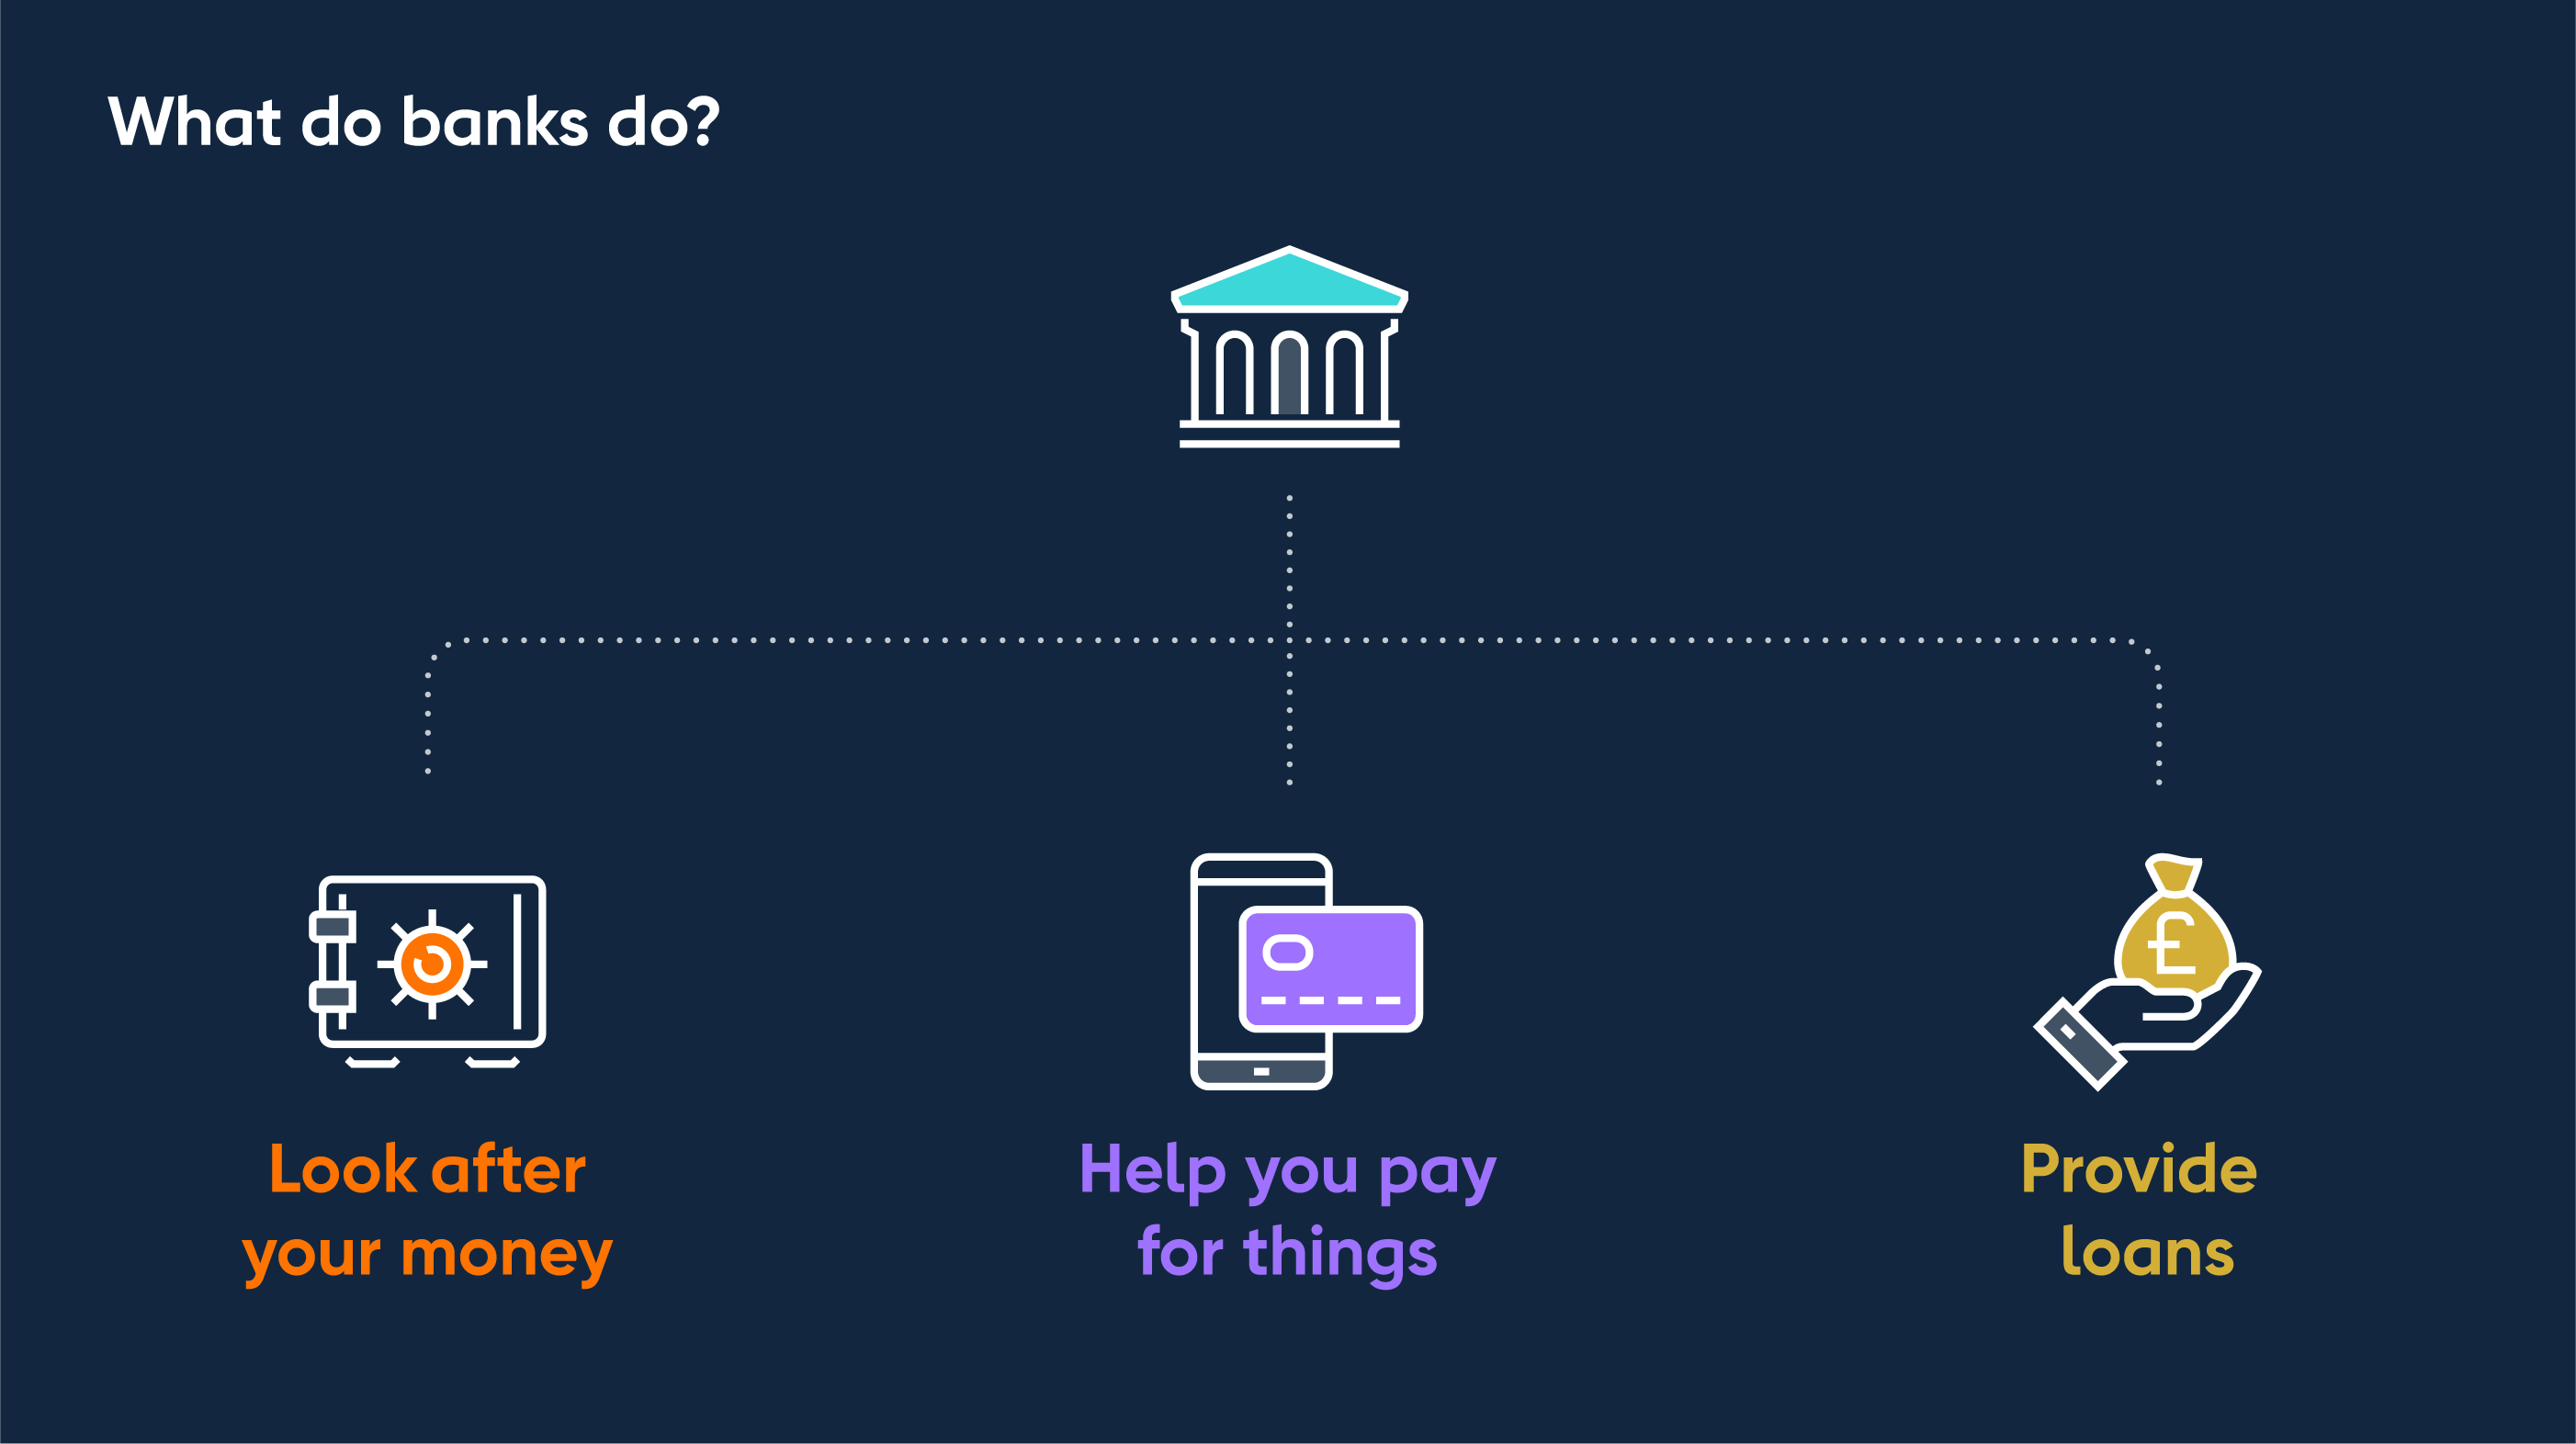 What do banks do?
£
Look after
your money
Help you pay
for things
Provide
loans